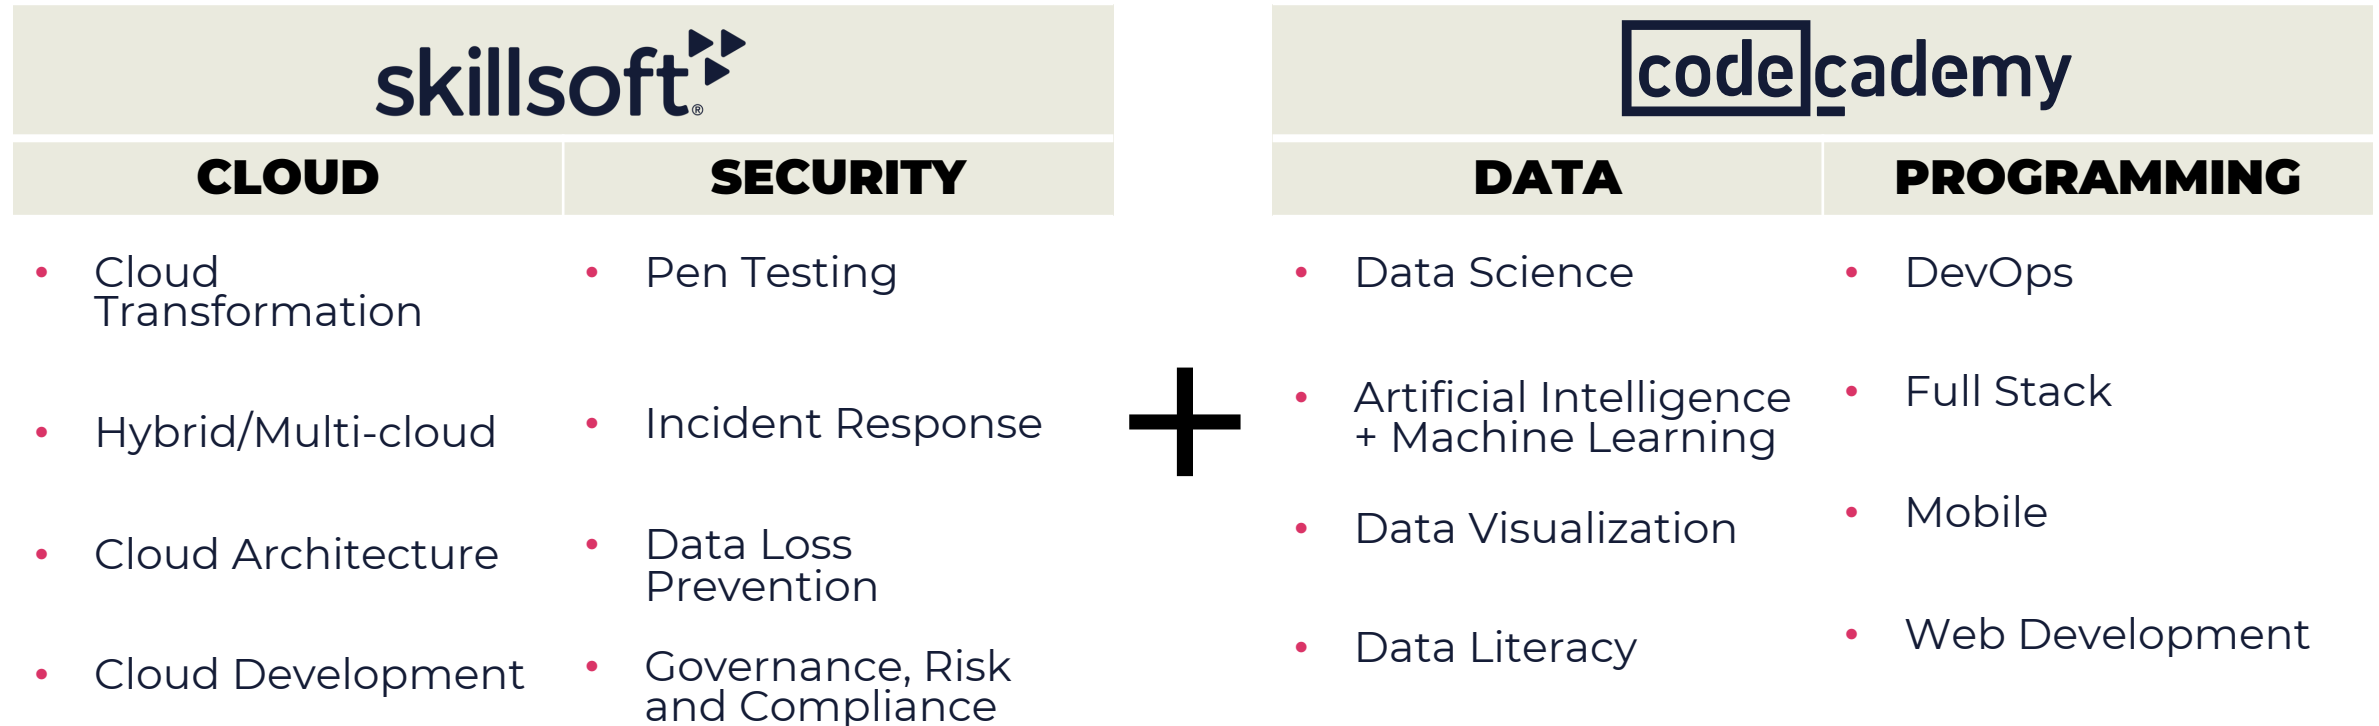 skillsoft®
CLOUD
SECURITY
• Cloud
Transformation
• Hybrid/Multi-cloud
• Cloud Architecture
• Cloud Development
• Pen Testing
• Incident Response
• Data Loss
Prevention
• Governance, Risk
and Compliance
+
codecademy
DATA
PROGRAMMING
• Data Science
• Artificial Intelligence
+ Machine Learning
• Data Visualization
• Data Literacy
• DevOps
• Full Stack
• Mobile
• Web Development